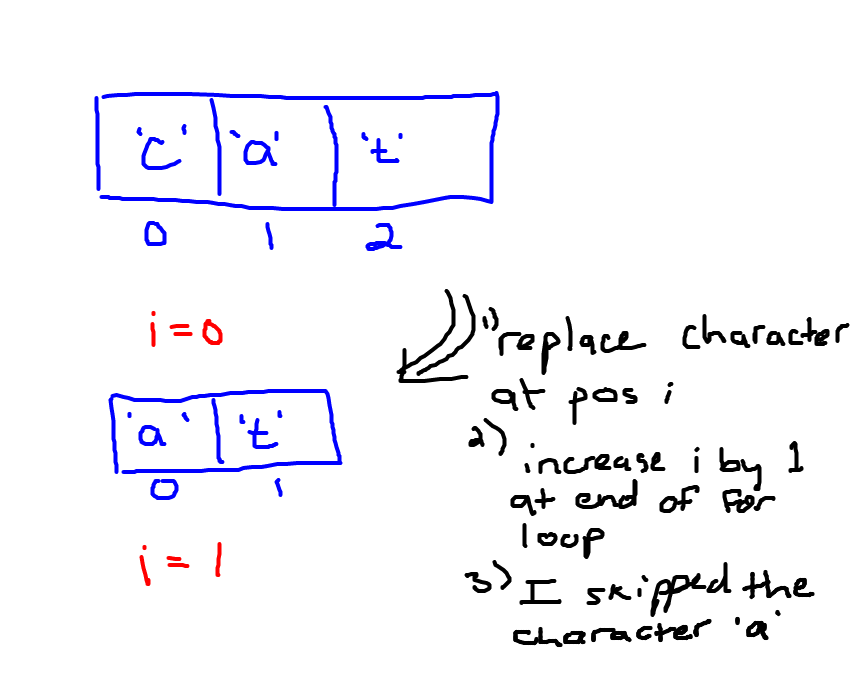 'c' 'a' 't'
0 1 2
i = 0
1) replace character
at pos i
'a' 't'
0 1
2) increase i by 1
at end of for
loop
i = 1
3) I skipped the
character 'a'